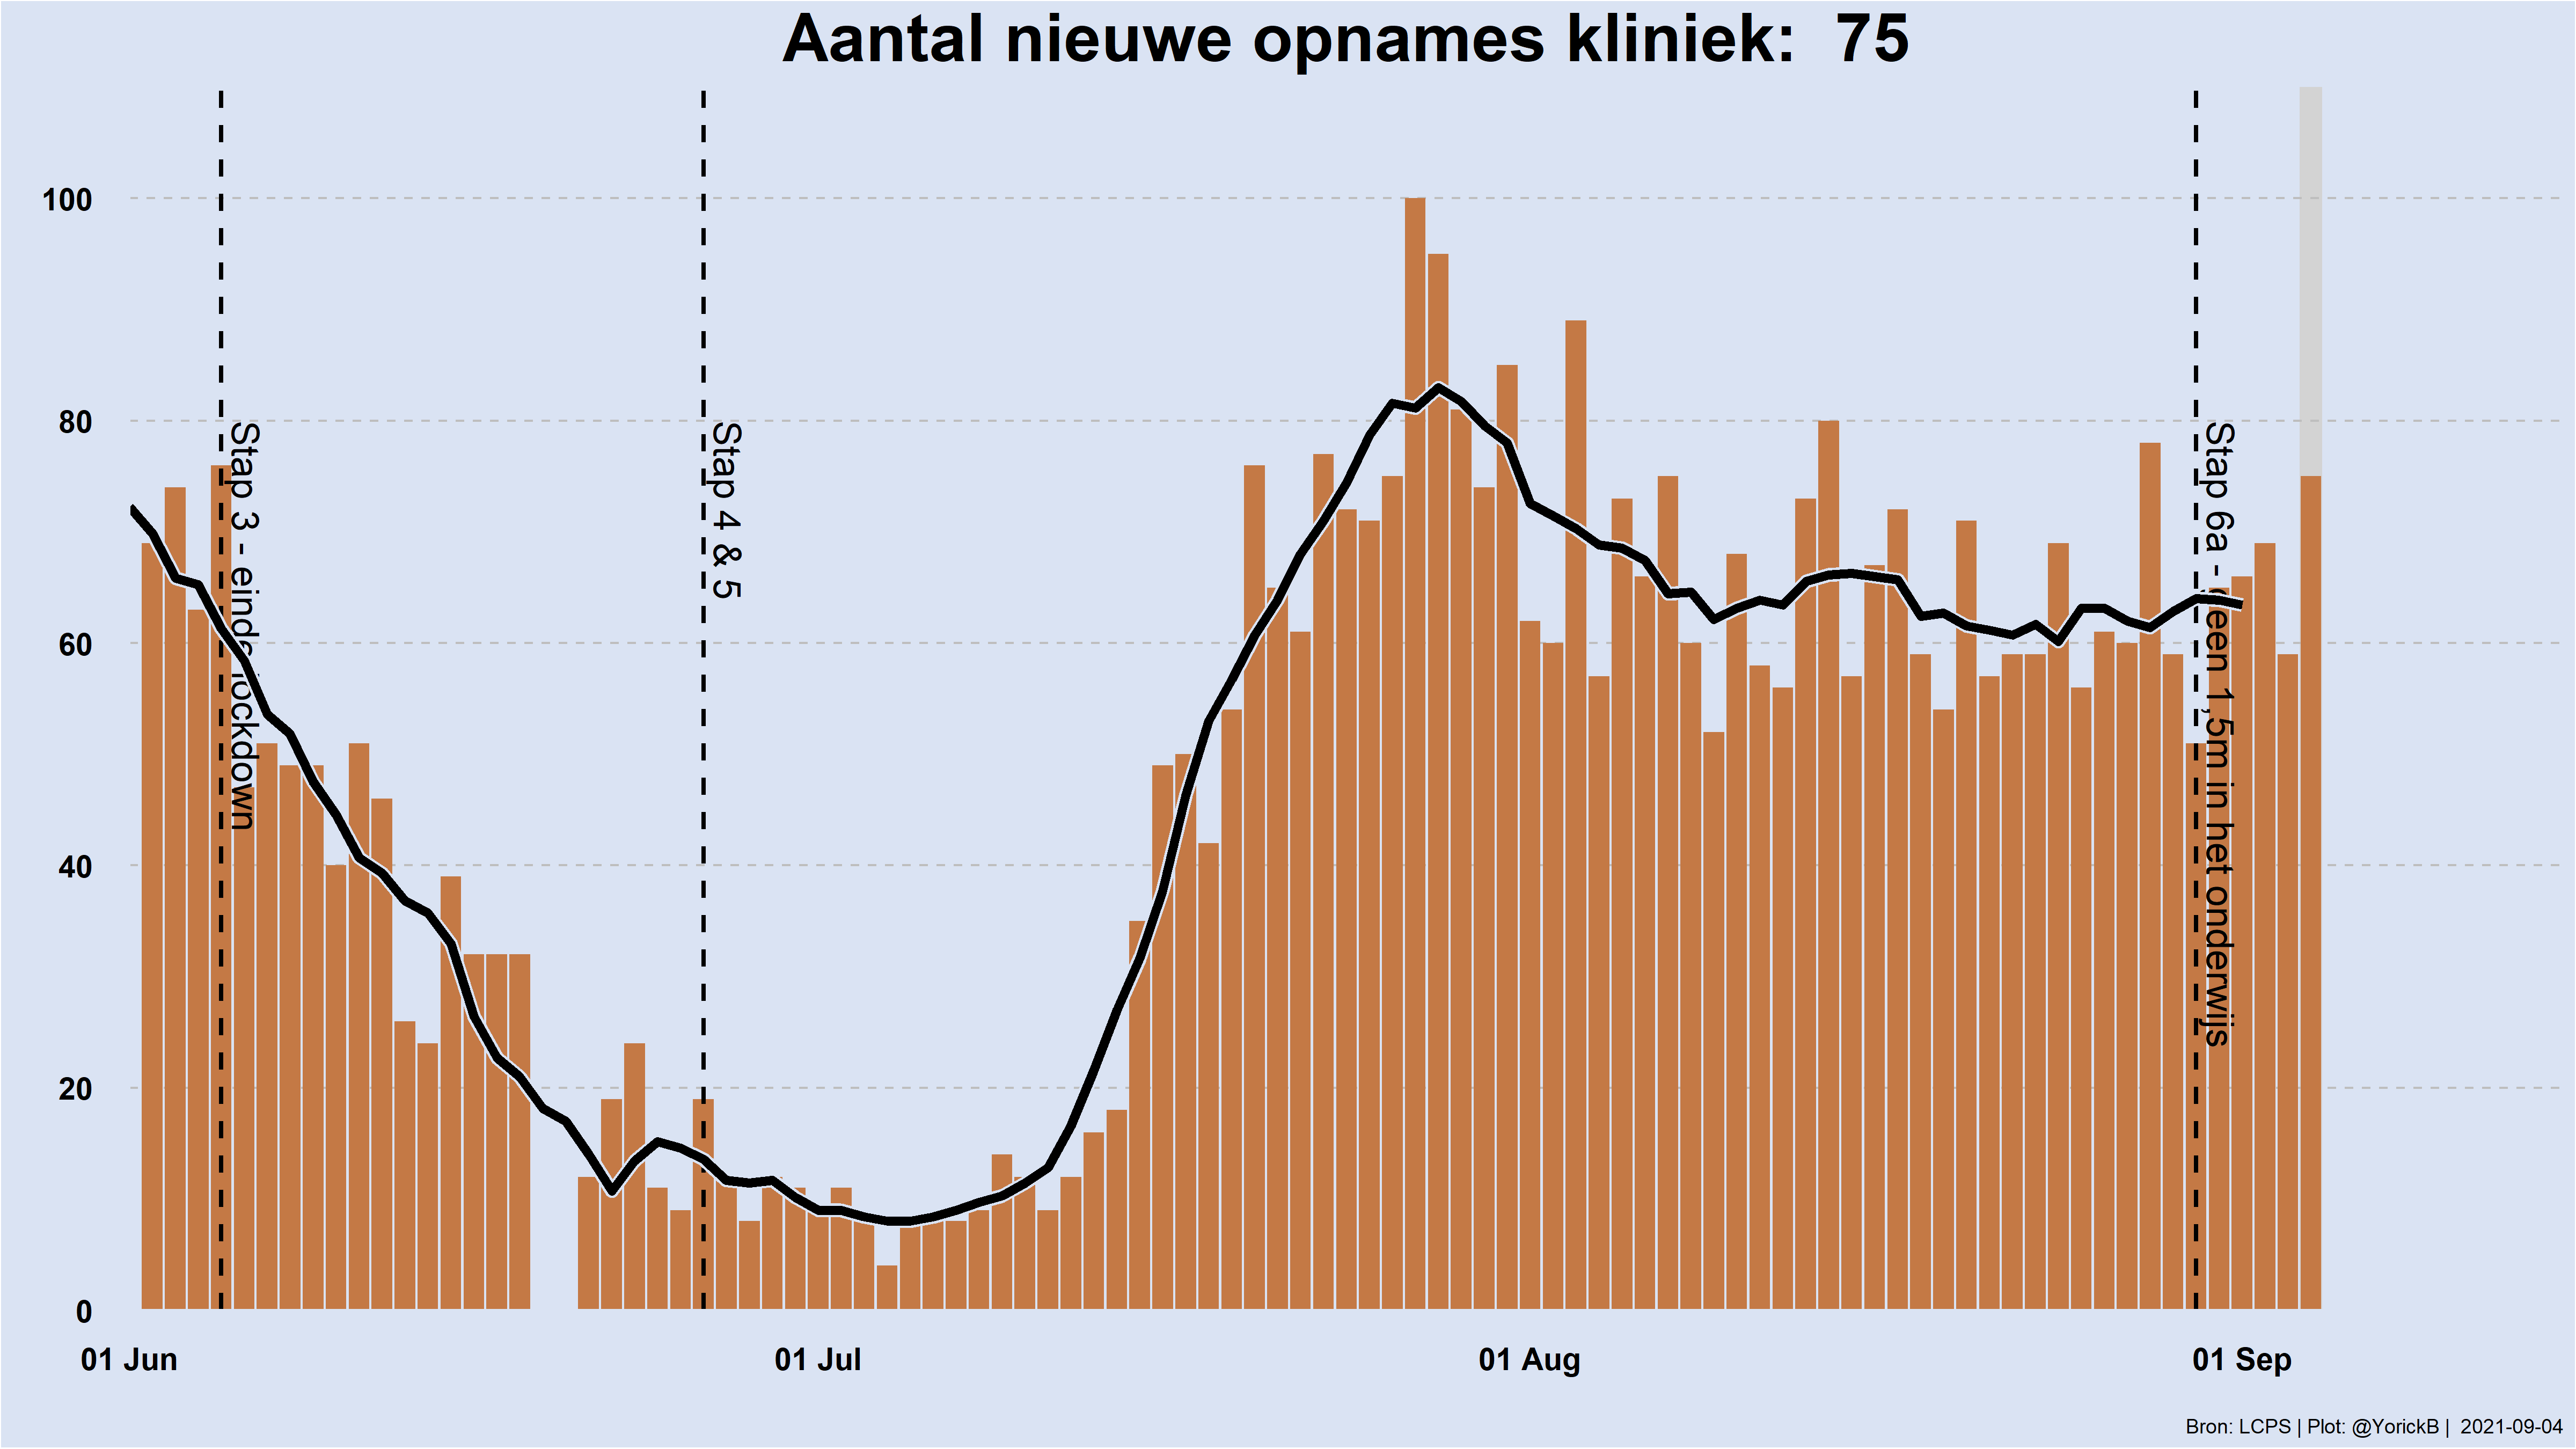 Aantal nieuwe opnames kliniek:  75
100
80
60
40
20
0
Stap 3 - einde lockdown
Stap 4 & 5
Stap 6a - geen 1,5m in het onderwijs
01 Jun
01 Jul
01 Aug
01 Sep
Bron: LCPS | Plot: @YorickB |  2021-09-04